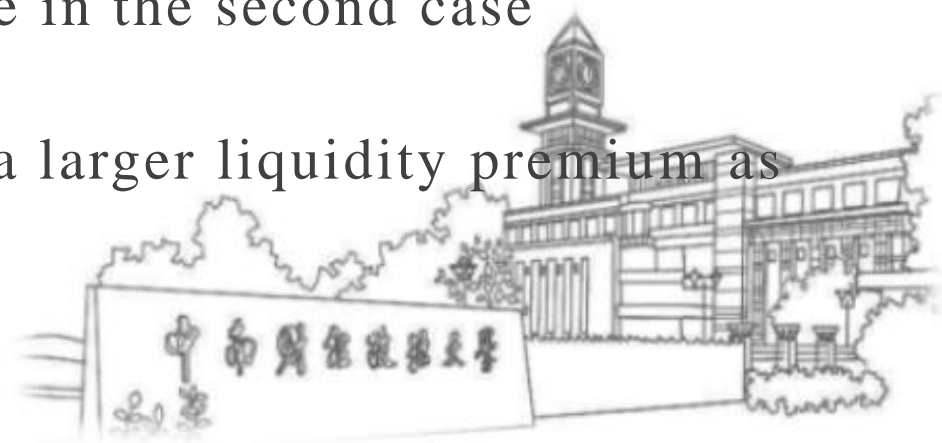 e in the second case
a larger liquidity premium as
中南财经政法大学